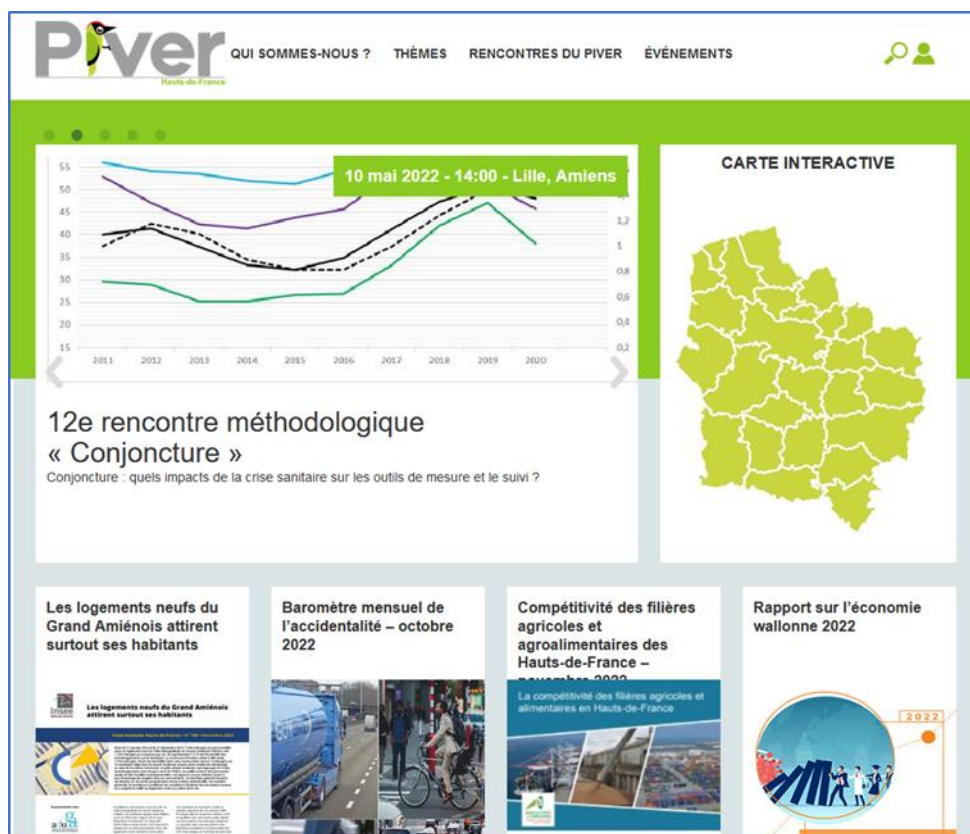 Piver
Hauts-de-France
QUI SOMMES-NOUS ? THÈMES RENCONTRES DU PIVER ÉVÉNEMENTS
10 mai 2022 - 14:00 - Lille, Amiens
55
50
45
40
35
30
25
20
15
1,2
1
0,8
0,6
0,4
0,2
2011 2012 2013 2014 2015 2016 2017 2018 2019 2020
12e rencontre méthodologique
« Conjoncture »
Conjoncture : quels impacts de la crise sanitaire sur les outils de mesure et le suivi ?
CARTE INTERACTIVE
Les logements neufs du
Grand Amiénois attirent
surtout ses habitants
Insee
Les logements neufs du Grand Amiénois
attirent surtout ses habitants
Baromètre mensuel de
l'accidentalité – octobre
2022
Compétitivité des filières
agricoles et
agroalimentaires des
Hauts-de-France –
novembre 2022
La compétitivité des filières agricoles et
alimentaires en Hauts-de-France
Rapport sur l'économie
wallonne 2022
2022